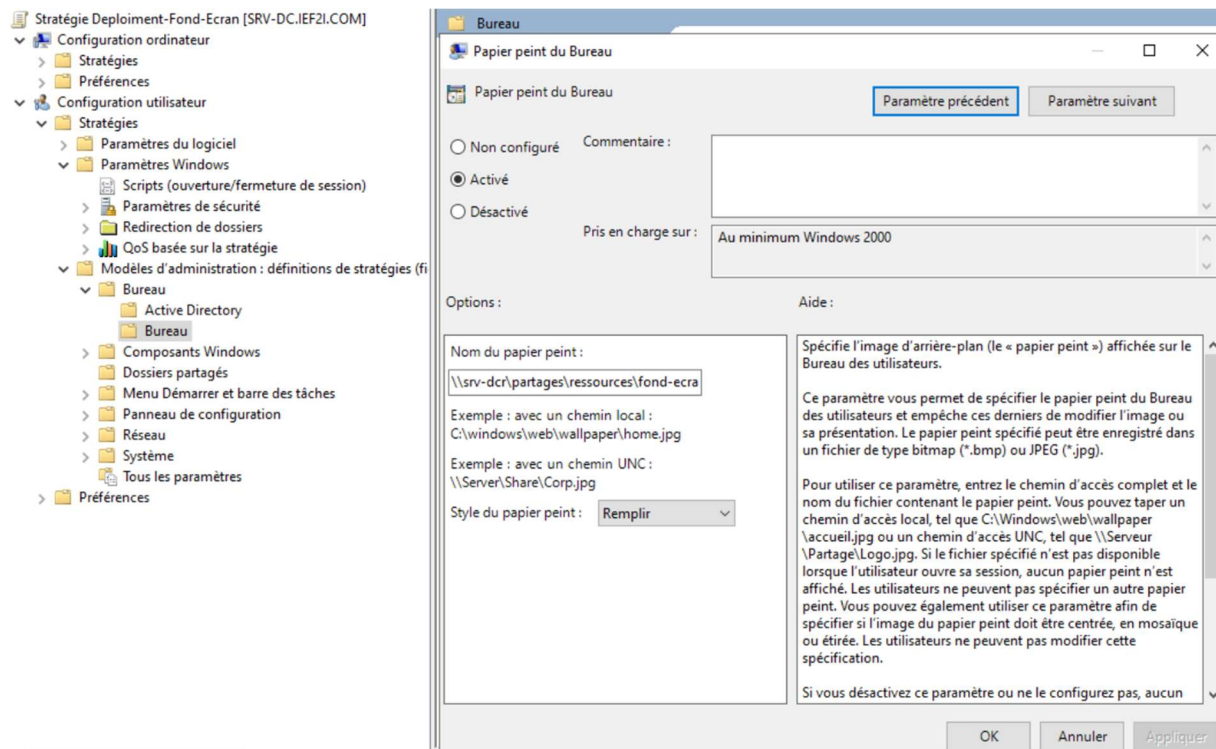 Stratégie Deploiment-Fond-Ecran [SRV-DC.IEF2I.COM]
Configuration ordinateur
Stratégies
Préférences
Configuration utilisateur
Stratégies
Paramètres du logiciel
Paramètres Windows
Scripts (ouverture/fermeture de session)
Paramètres de sécurité
Redirection de dossiers
QoS basée sur la stratégie
Modèles d'administration : définitions de stratégies (fi
Bureau
Active Directory
Bureau
Composants Windows
Dossiers partagés
Menu Démarrer et barre des tâches
Panneau de configuration
Réseau
Système
Tous les paramètres
Préférences
Bureau
Papier peint du Bureau
Papier peint du Bureau
Paramètre précédent
Paramètre suivant
Non configuré
Commentaire :
Activé
Désactivé
Pris en charge sur :
Au minimum Windows 2000
Options :
Aide :
Nom du papier peint :
\\srv-dcr\partages\ressources\fond-ecra
Exemple : avec un chemin local :
C:\windows\web\wallpaper\home.jpg
Exemple : avec un chemin UNC :
\\Server\Share\Corp.jpg
Style du papier peint :
Remplir
Spécifie l'image d'arrière-plan (le « papier peint ») affichée sur le
Bureau des utilisateurs.
Ce paramètre vous permet de spécifier le papier peint du Bureau
des utilisateurs et empêche ces derniers de modifier l'image ou
sa présentation. Le papier peint spécifié peut être enregistré dans
un fichier de type bitmap (*.bmp) ou JPEG (*.jpg).
Pour utiliser ce paramètre, entrez le chemin d'accès complet et le
nom du fichier contenant le papier peint. Vous pouvez taper un
chemin d'accès local, tel que C:\Windows\web\wallpaper
\accueil.jpg ou un chemin d'accès UNC, tel que \\Serveur
\Partage\Logo.jpg. Si le fichier spécifié n'est pas disponible
lorsque l'utilisateur ouvre sa session, aucun papier peint n'est
affiché. Les utilisateurs ne peuvent pas spécifier un autre papier
peint. Vous pouvez également utiliser ce paramètre afin de
spécifier si l'image du papier peint doit être centrée, en mosaïque
ou étirée. Les utilisateurs ne peuvent pas modifier cette
spécification.
Si vous désactivez ce paramètre ou ne le configurez pas, aucun
OK
Annuler
Appliquer